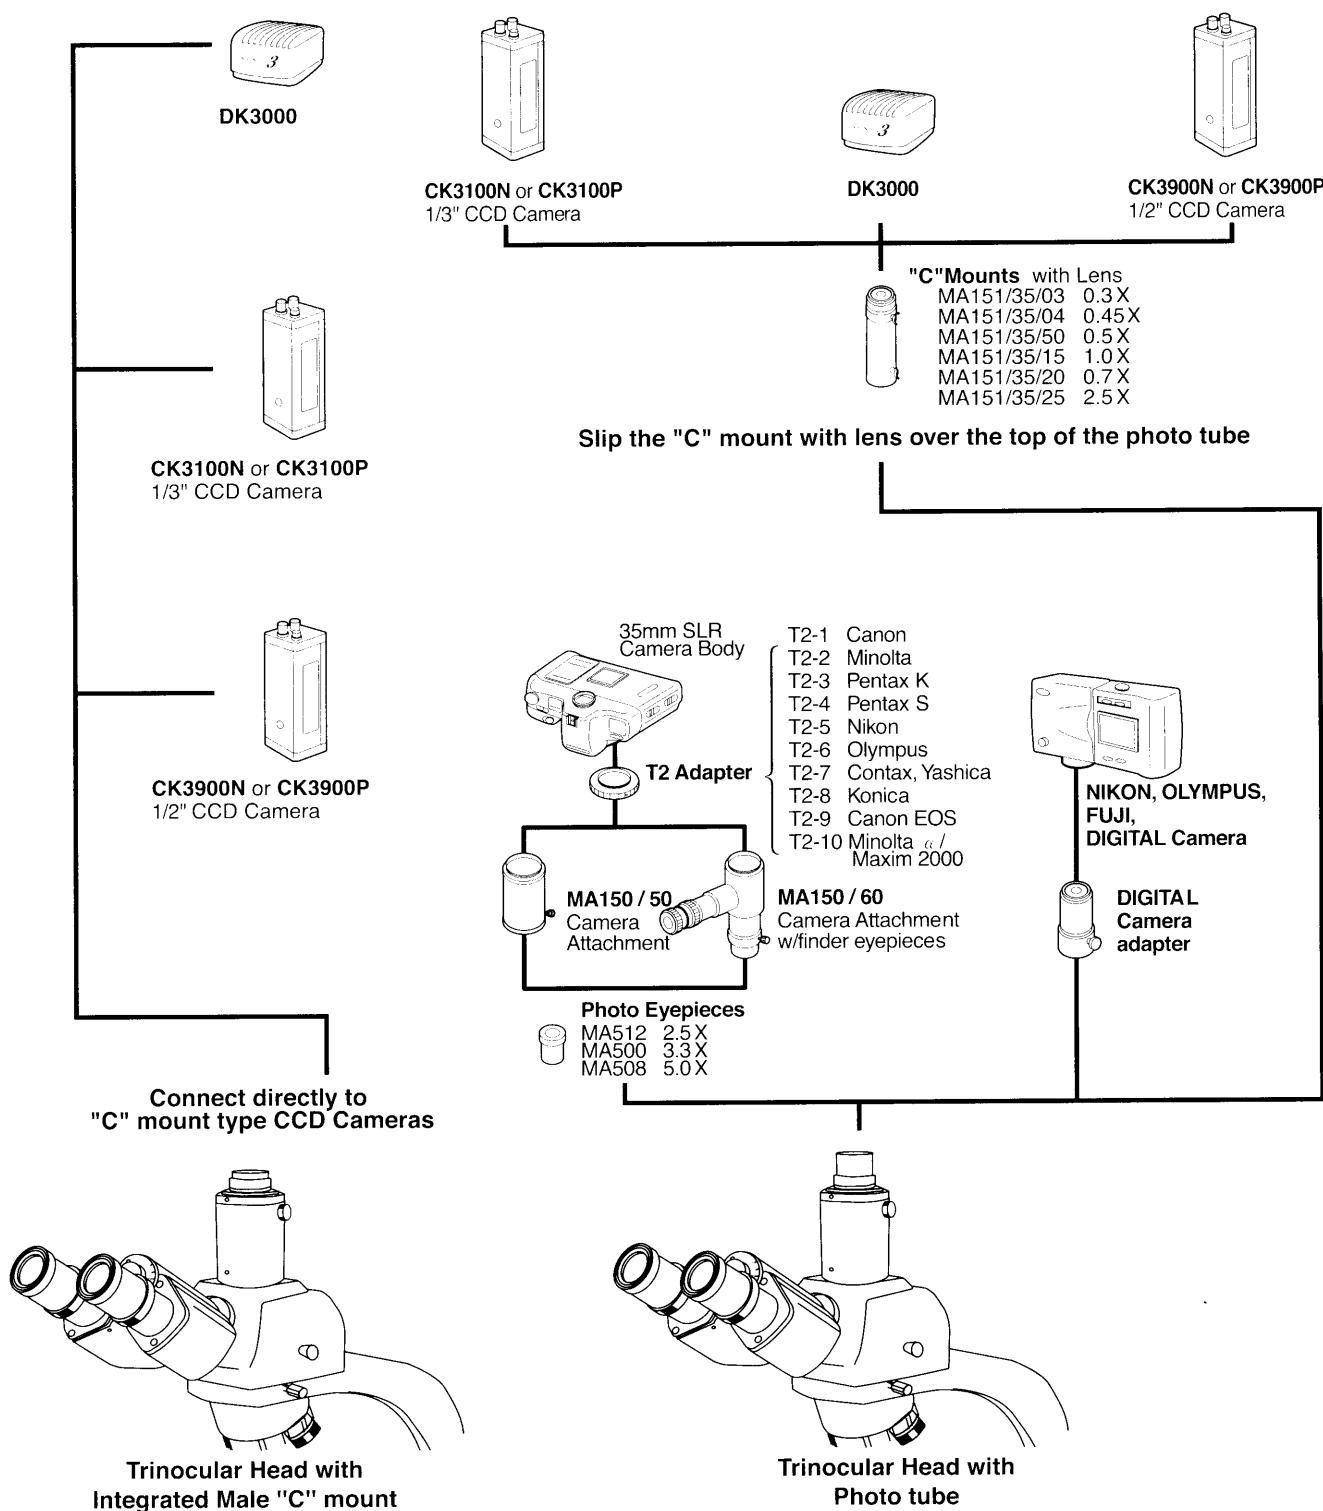 3
DK3000
CK3100N or CK3100P
1/3" CCD Camera
3
DK3000
CK3900N or CK3900P
1/2" CCD Camera
"C"Mounts with Lens
MA151/35/03 0.3X
MA151/35/04 0.45X
MA151/35/50 0.5X
MA151/35/15 1.0X
MA151/35/20 0.7X
MA151/35/25 2.5X
Slip the "C" mount with lens over the top of the photo tube
CK3100N or CK3100P
1/3" CCD Camera
CK3900N or CK3900P
1/2" CCD Camera
35mm SLR
Camera Body
T2 Adapter
T2-1 Canon
T2-2 Minolta
T2-3 Pentax K
T2-4 Pentax S
T2-5 Nikon
T2-6 Olympus
T2-7 Contax, Yashica
T2-8 Konica
T2-9 Canon EOS
T2-10 Minolta α /
Maxim 2000
NIKON, OLYMPUS,
FUJI,
DIGITAL Camera
MA150 / 50
Camera
Attachment
MA150 / 60
Camera Attachment
w/finder eyepieces
DIGITAL
Camera
adapter
Photo Eyepieces
MA512 2.5X
MA500 3.3X
MA508 5.0X
Connect directly to
"C" mount type CCD Cameras
Trinocular Head with
Integrated Male "C" mount
Trinocular Head with
Photo tube